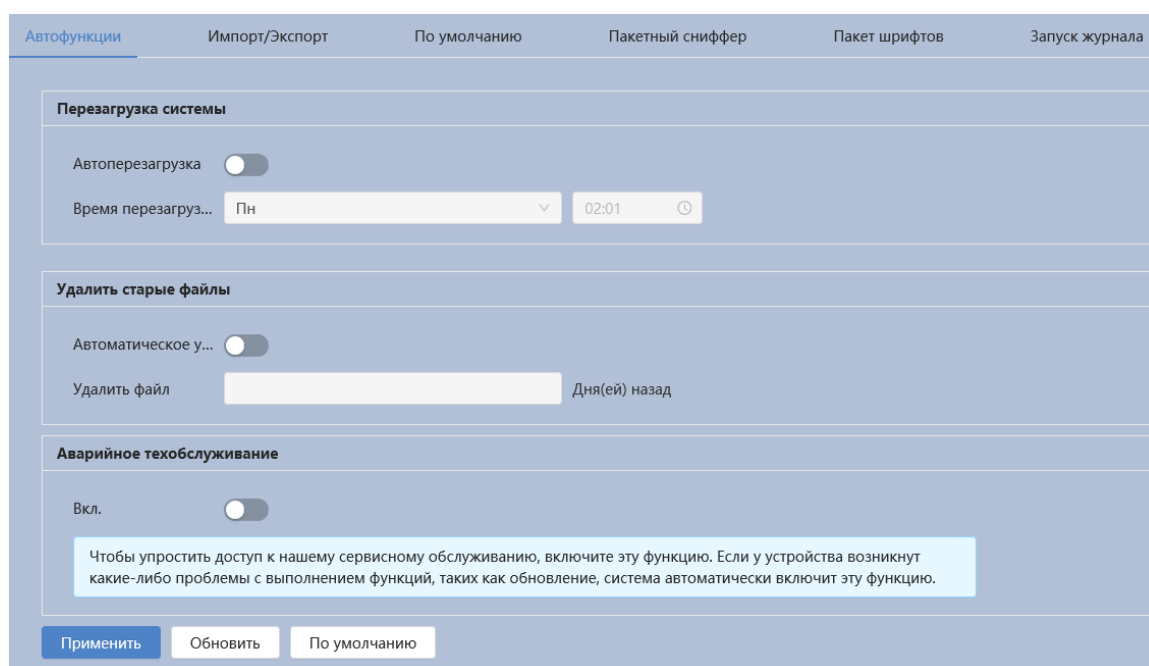 Автофункции Импорт/Экспорт По умолчанию Пакетный сниффер Пакет шрифтов Запуск журнала
Перезагрузка системы
Автоперезагрузка
Время перезагруз... Пн 02:01
Удалить старые файлы
Автоматическое у...
Удалить файл Дня(ей) назад
Аварийное техобслуживание
Вкл.
Чтобы упростить доступ к нашему сервисному обслуживанию, включите эту функцию. Если у устройства возникнут
какие-либо проблемы с выполнением функций, таких как обновление, система автоматически включит эту функцию.
Применить Обновить По умолчанию